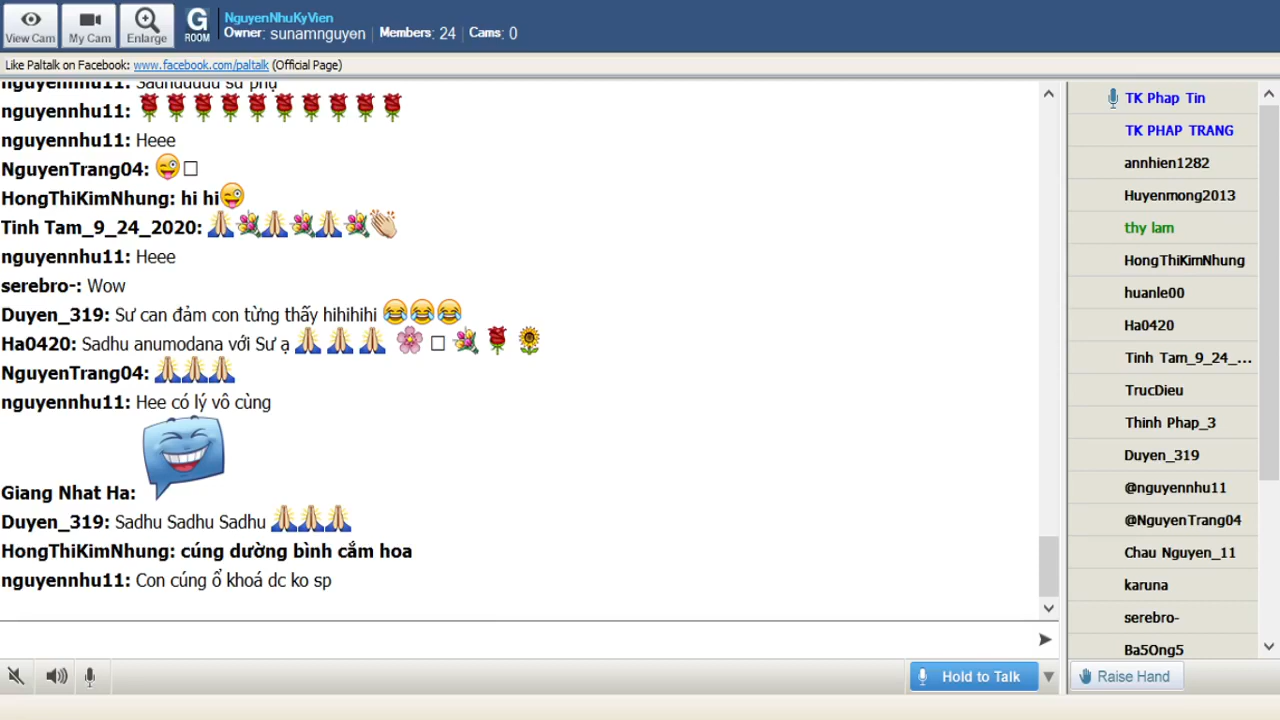 View Cam
My Cam
Enlarge
G
ROOM
NguyenNhuKyVien
Owner: sunamnguyen | Members: 24 | Cams: 0
Like Paltalk on Facebook: www.facebook.com/paltalk (Official Page)
nguyennhu11: Sadhuuuuu sư phụ
nguyennhu11:
nguyennhu11: Heee
NguyenTrang04:
HongThiKimNhung: hi hi
Tinh Tam_9_24_2020:
nguyennhu11: Heee
serebro-: Wow
Duyen_319: Sư can đảm con từng thấy hihihihi
Ha0420: Sadhu anumodana với Sư ạ
NguyenTrang04:
nguyennhu11: Hee có lý vô cùng
Giang Nhat Ha:
Duyen_319: Sadhu Sadhu Sadhu
HongThiKimNhung: cúng dường bình cắm hoa
nguyennhu11: Con cúng ổ khoá dc ko sp
TK Phap Tin
TK PHAP TRANG
annhien1282
Huyenmong2013
thy lam
HongThiKimNhung
huanle00
Ha0420
Tinh Tam_9_24_...
TrucDieu
Thinh Phap_3
Duyen_319
@nguyennhu11
@NguyenTrang04
Chau Nguyen_11
karuna
serebro-
Ba5Ong5
Hold to Talk
Raise Hand